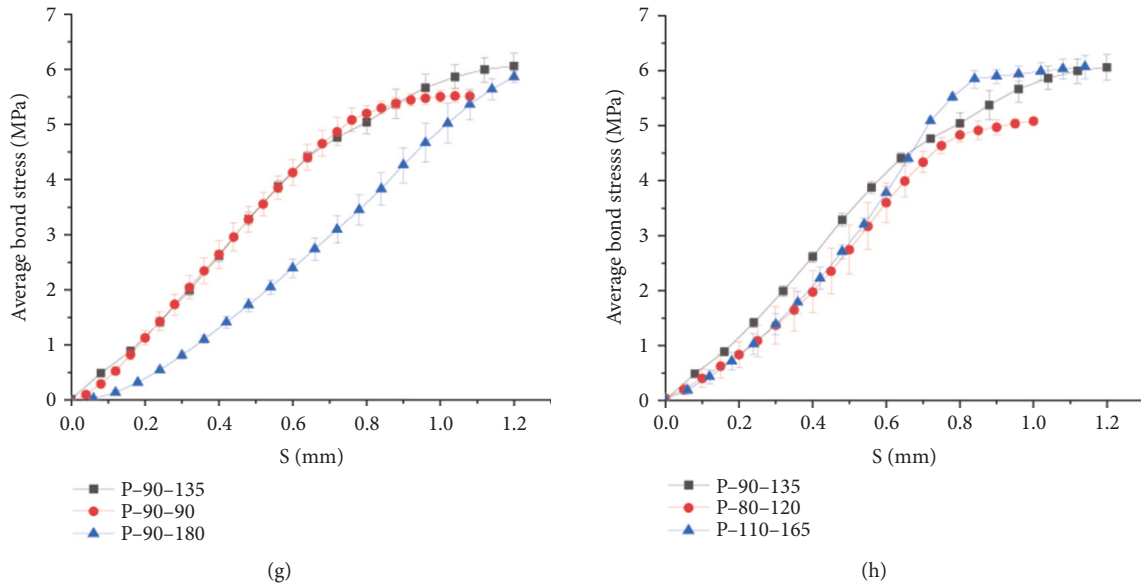 7
6
5
4
3
2
1
0
Average bond stress (MPa)
0.0 0.2 0.4 0.6 0.8 1.0 1.2
S (mm)
P–90–135
P–90–90
P–90–180
(g)
7
6
5
4
3
2
1
0
Average bond stresss (MPa)
0.0 0.2 0.4 0.6 0.8 1.0 1.2
S (mm)
P–90–135
P–80–120
P–110–165
(h)